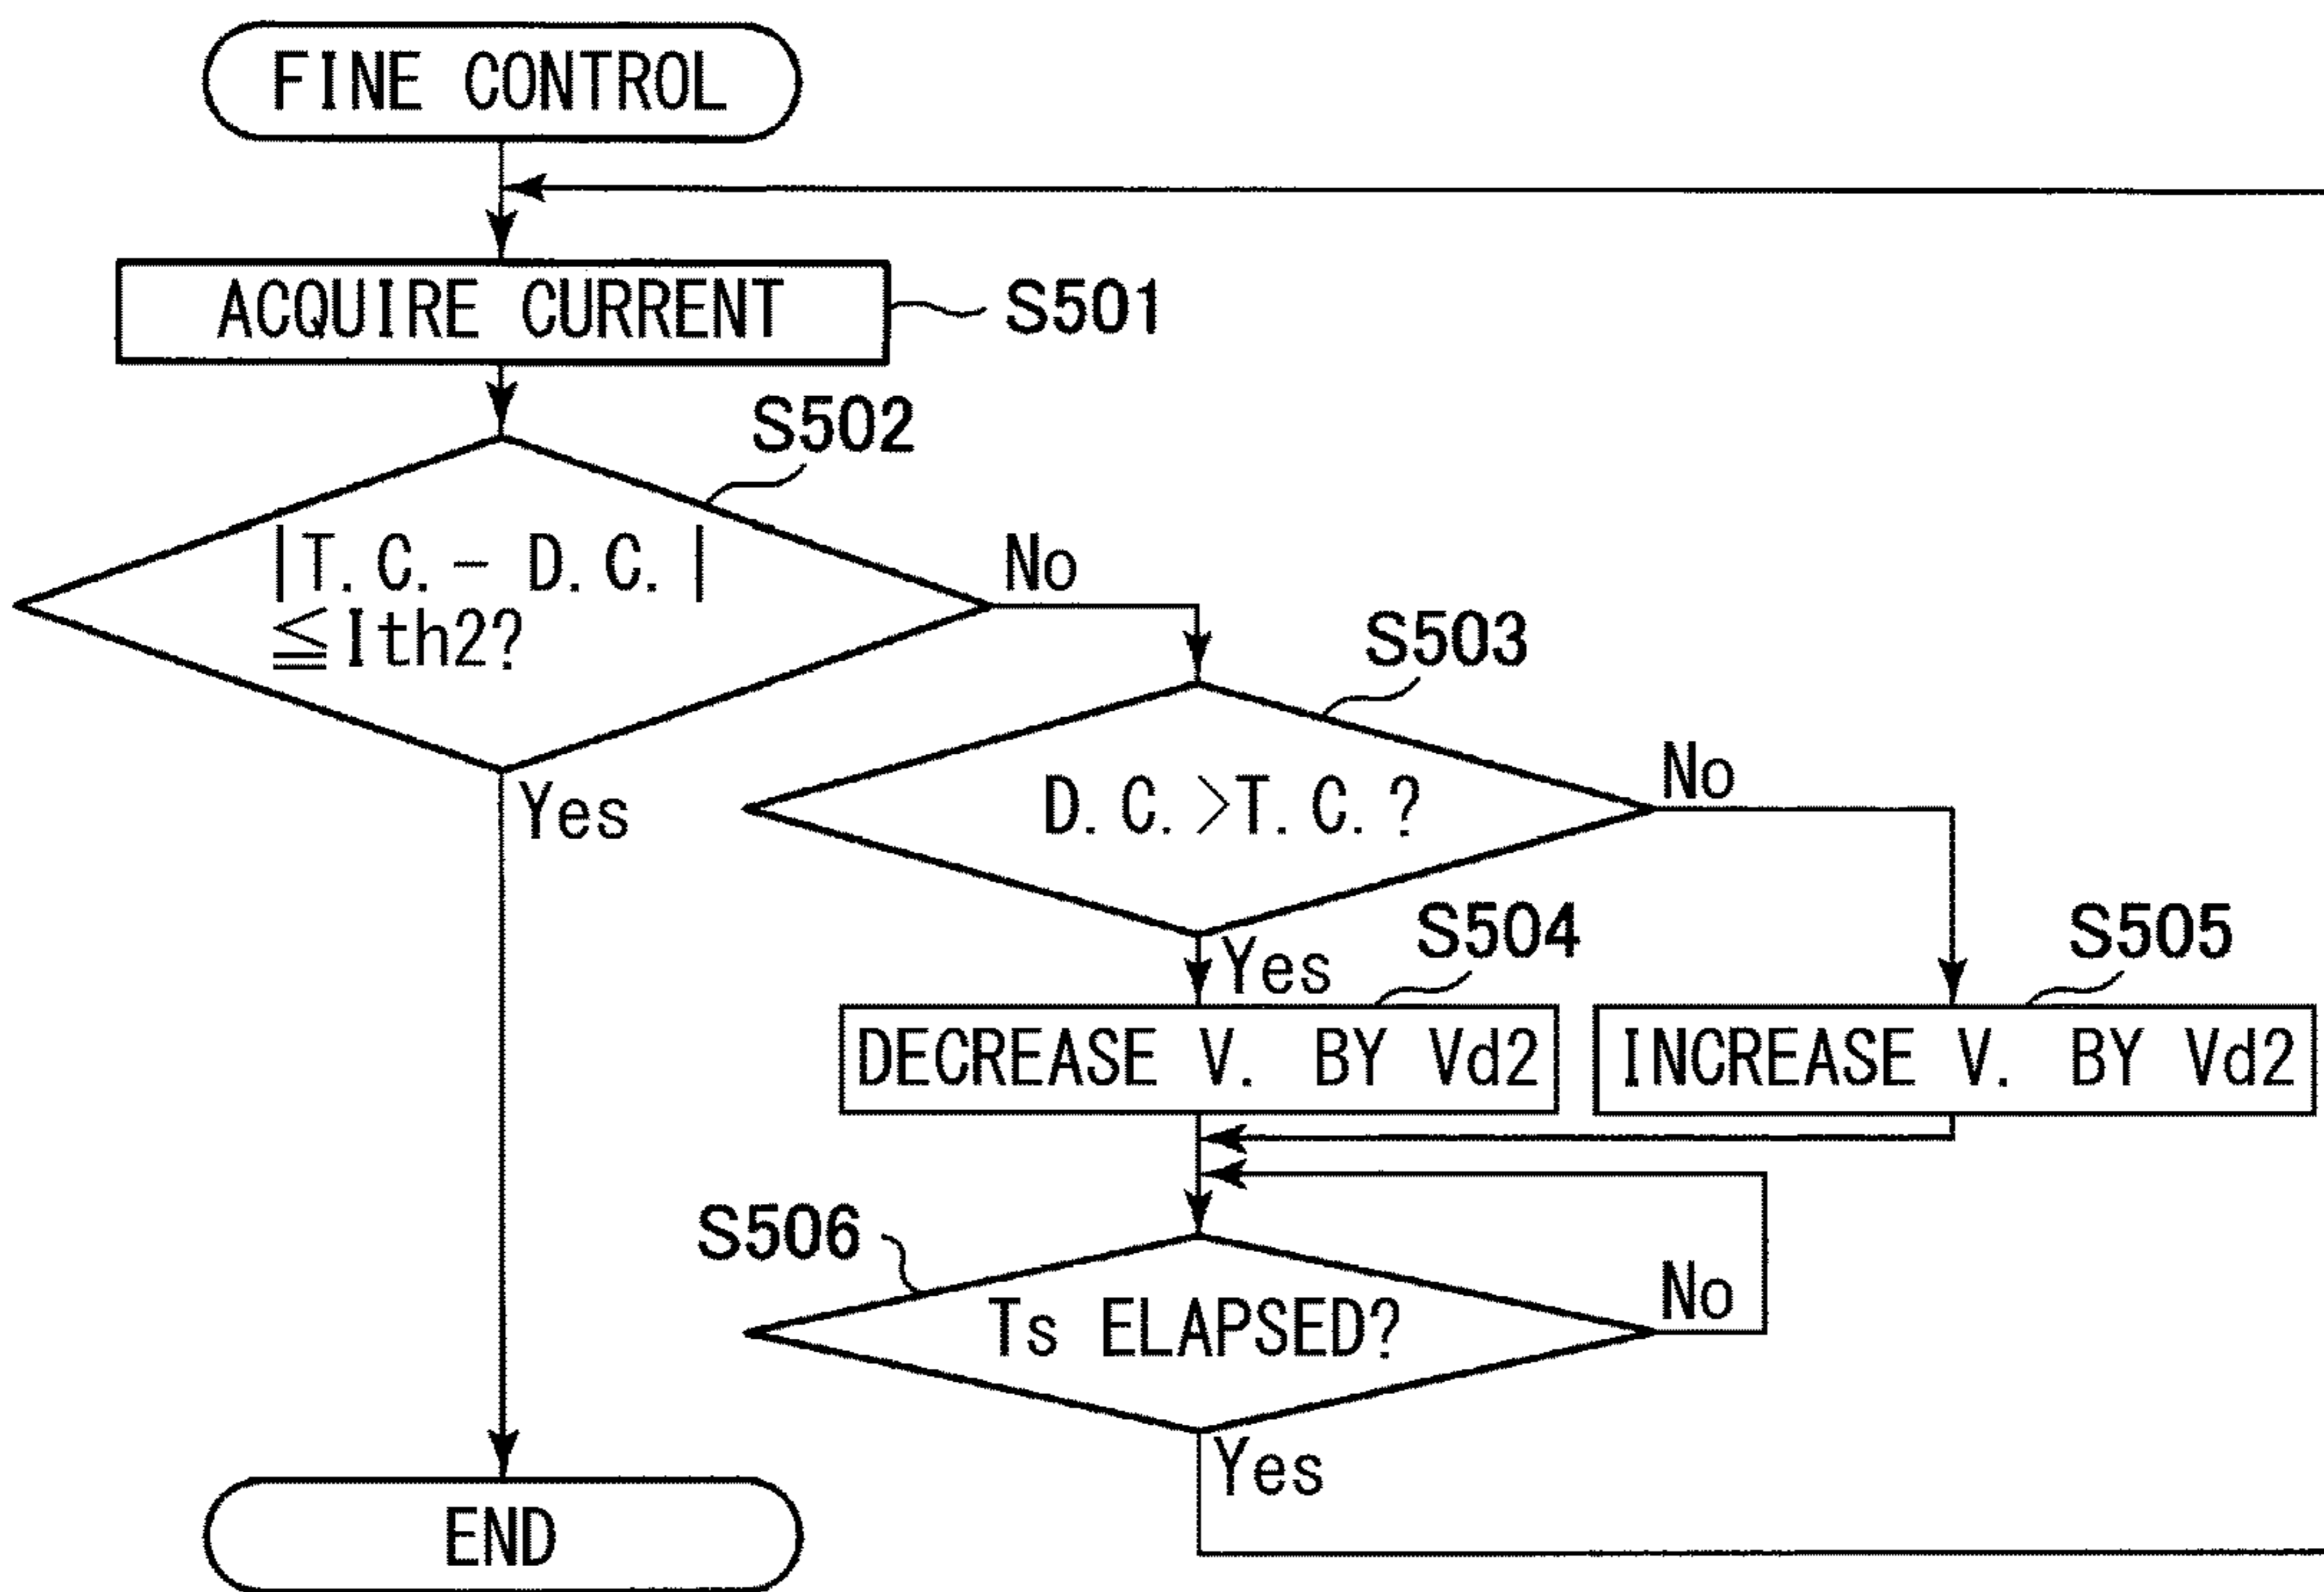 FINE CONTROL
ACQUIRE CURRENT
S501
S502
|T.C.- D.C.|
≦Ith2?
No
Yes
S503
D.C.>T.C.?
No
Yes
S504
DECREASE V. BY Vd2
S505
INCREASE V. BY Vd2
S506
Ts ELAPSED?
No
Yes
END